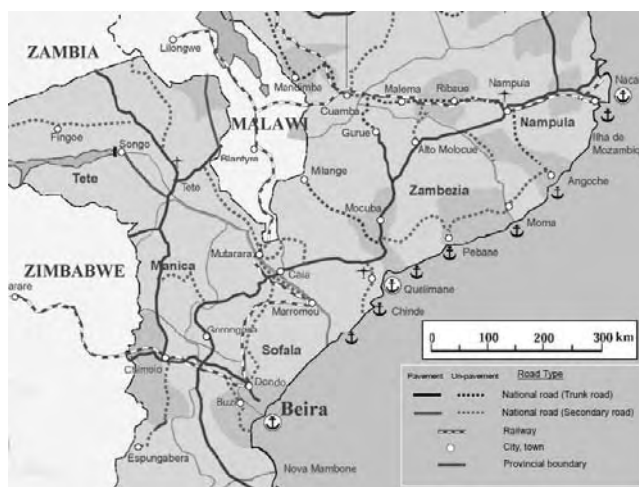 ZAMBIA
Lilongwe
Mandimba
Cuamba
Malema
Ribaue
Nampula
Naca
Fingoe
Songo
MALAWI
Gurue
Alto Molocue
Nampula
Ilha de
Mozambic
Blantyre
Tete
Tete
Milange
Zambezia
Angoche
Mocuba
Moma
Pebane
ZIMBABWE
Manica
Mutarara
Caia
Quelimane
arare
Marromeu
Chinde
Gorongosa
Sofala
Chimoio
Dondo
Buzi
Beira
Espungabera
Nova Mambone
0 100 200 300 km
Pavement Un-pavement Road Type
National road (Trunk road)
National road (Secondary road)
Railway
City, town
Provincial boundary